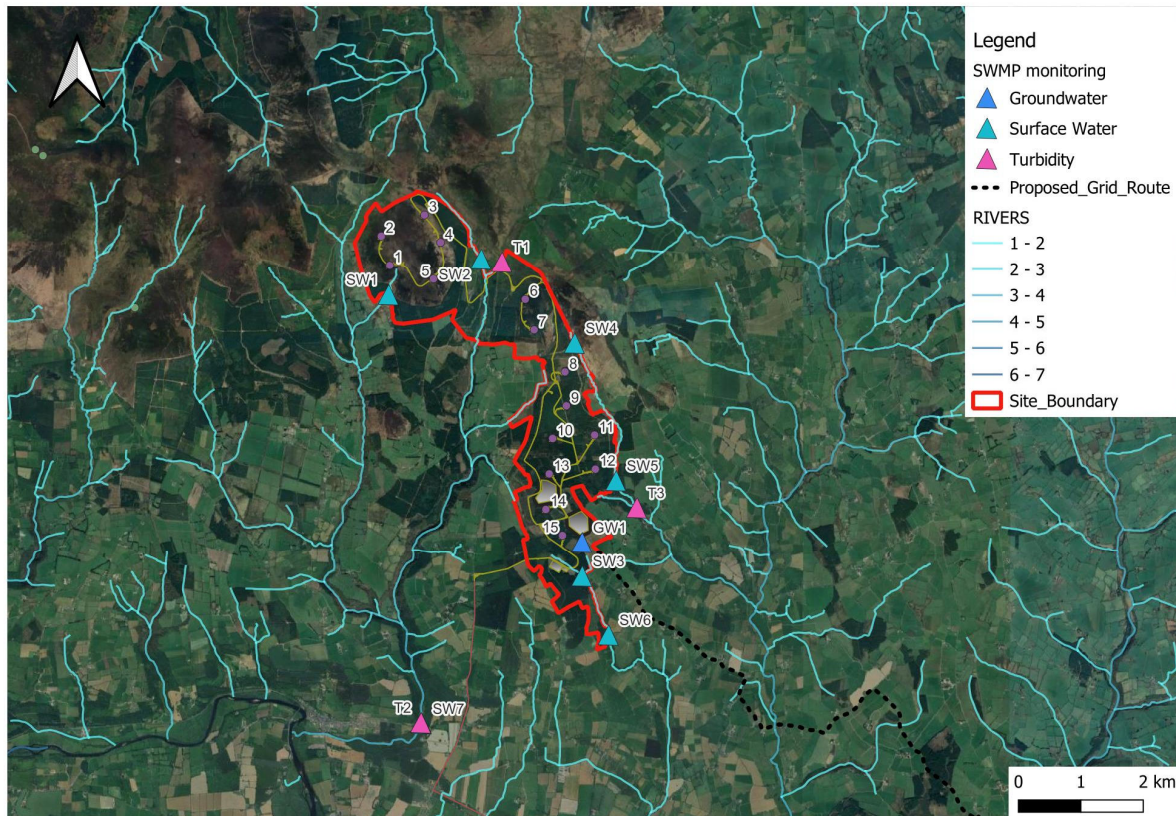 Legend
SWMP monitoring
Groundwater
Surface Water
Turbidity
Proposed_Grid_Route
RIVERS
1 - 2
2 - 3
3 - 4
4 - 5
5 - 6
6 - 7
Site_Boundary
3
2
4
1
5
SW2
T1
SW1
6
7
SW4
8
9
10
11
13
12
SW5
T3
14
15
GW1
SW3
SW6
T2
SW7
0 1 2 km